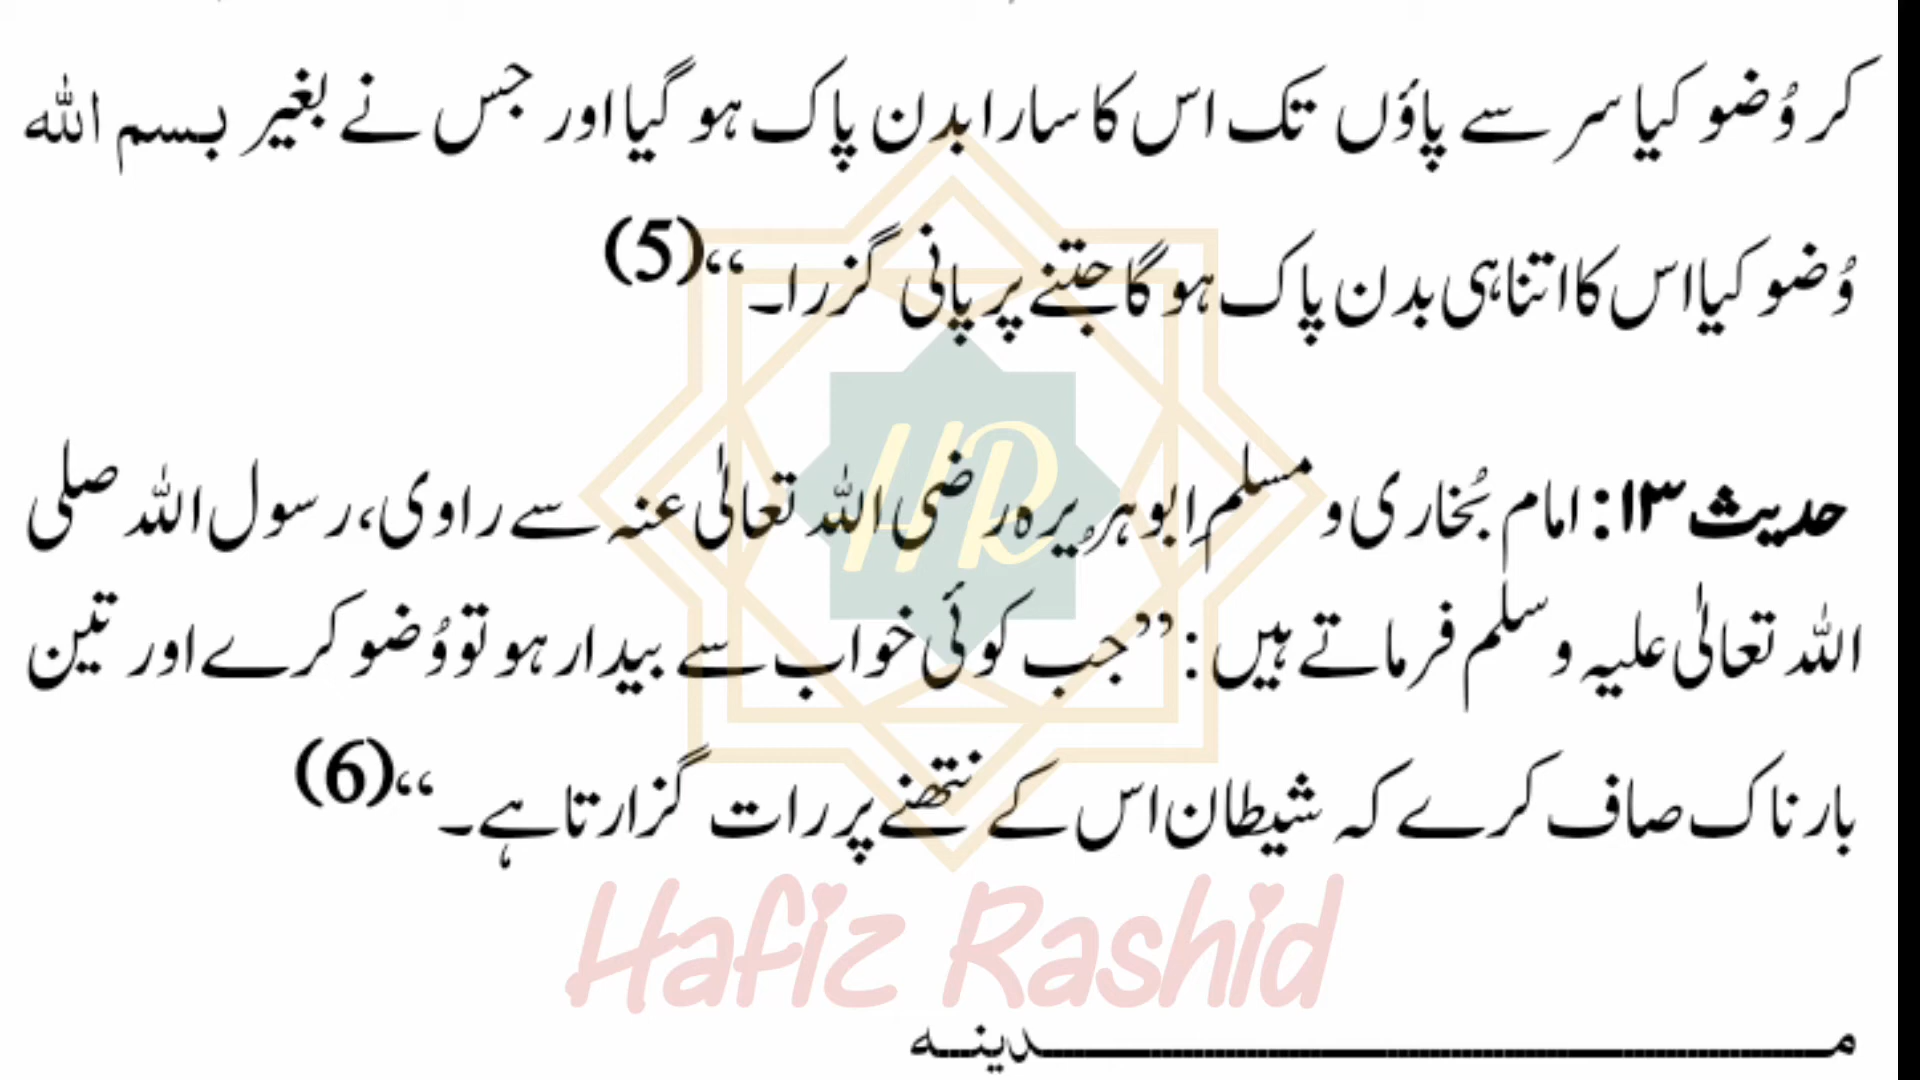 کر وُضو کیا سر سے پاؤں تک اس کا سارا بدن پاک ہو گیا اور جس نے بغیر بسم اللہ
وُضو کیا اس کا اتنا ہی بدن پاک ہو گا جتنے پر پانی گزرا۔‘‘(5)
حدیث ۱۳: امام بُخاری و مسلم ابوہریرہ رضی اللہ تعالٰی عنہ سے راوی، رسول اللہ صلی
اللہ تعالٰی علیہ وسلم فرماتے ہیں: ’’جب کوئی خواب سے بیدار ہو تو وُضو کرے اور تین
بار ناک صاف کرے کہ شیطان اس کے نتھنے پر رات گزارتا ہے۔‘‘(6)
HR
Hafiz Rashid
مـــدینـہ